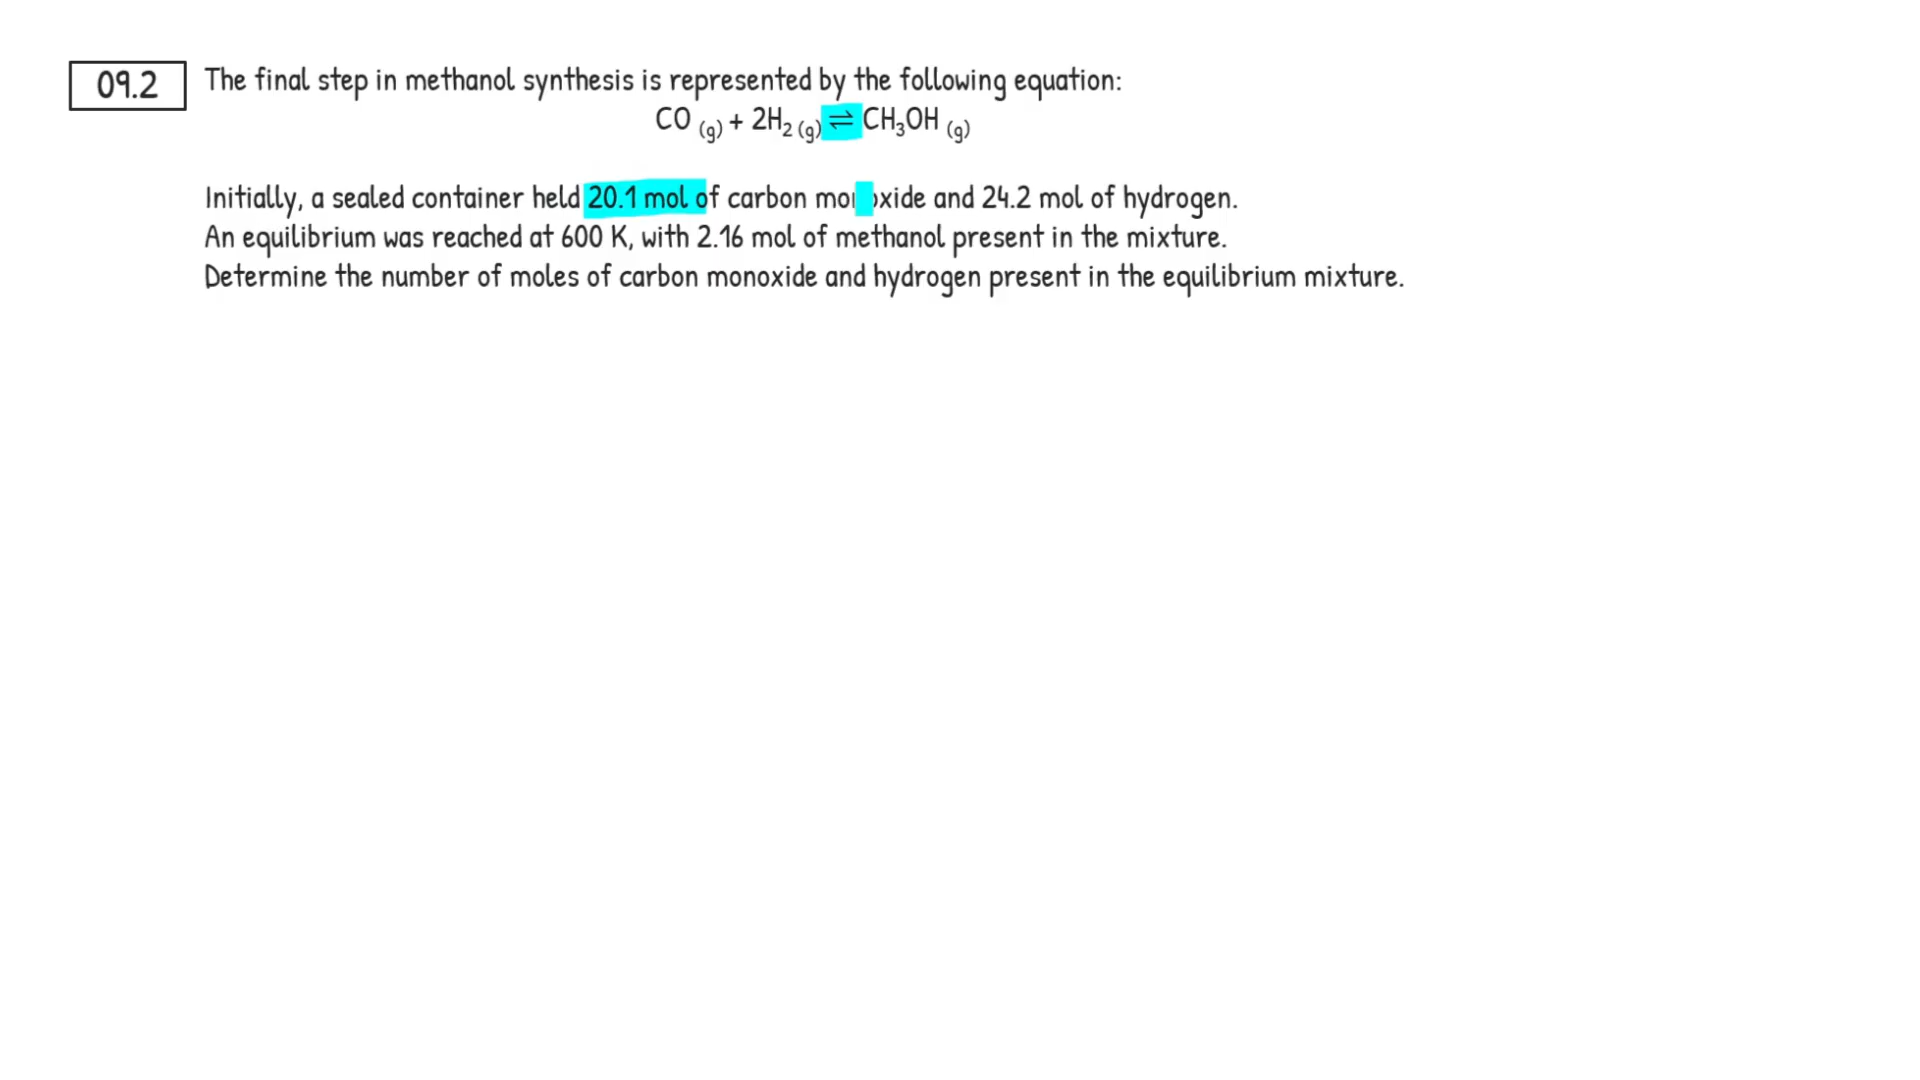 09.2 The final step in methanol synthesis is represented by the following equation:
CO (g) + 2H₂ (g) ⇌ CH₃OH (g)
Initially, a sealed container held 20.1 mol of carbon monoxide and 24.2 mol of hydrogen.
An equilibrium was reached at 600 K, with 2.16 mol of methanol present in the mixture.
Determine the number of moles of carbon monoxide and hydrogen present in the equilibrium mixture.